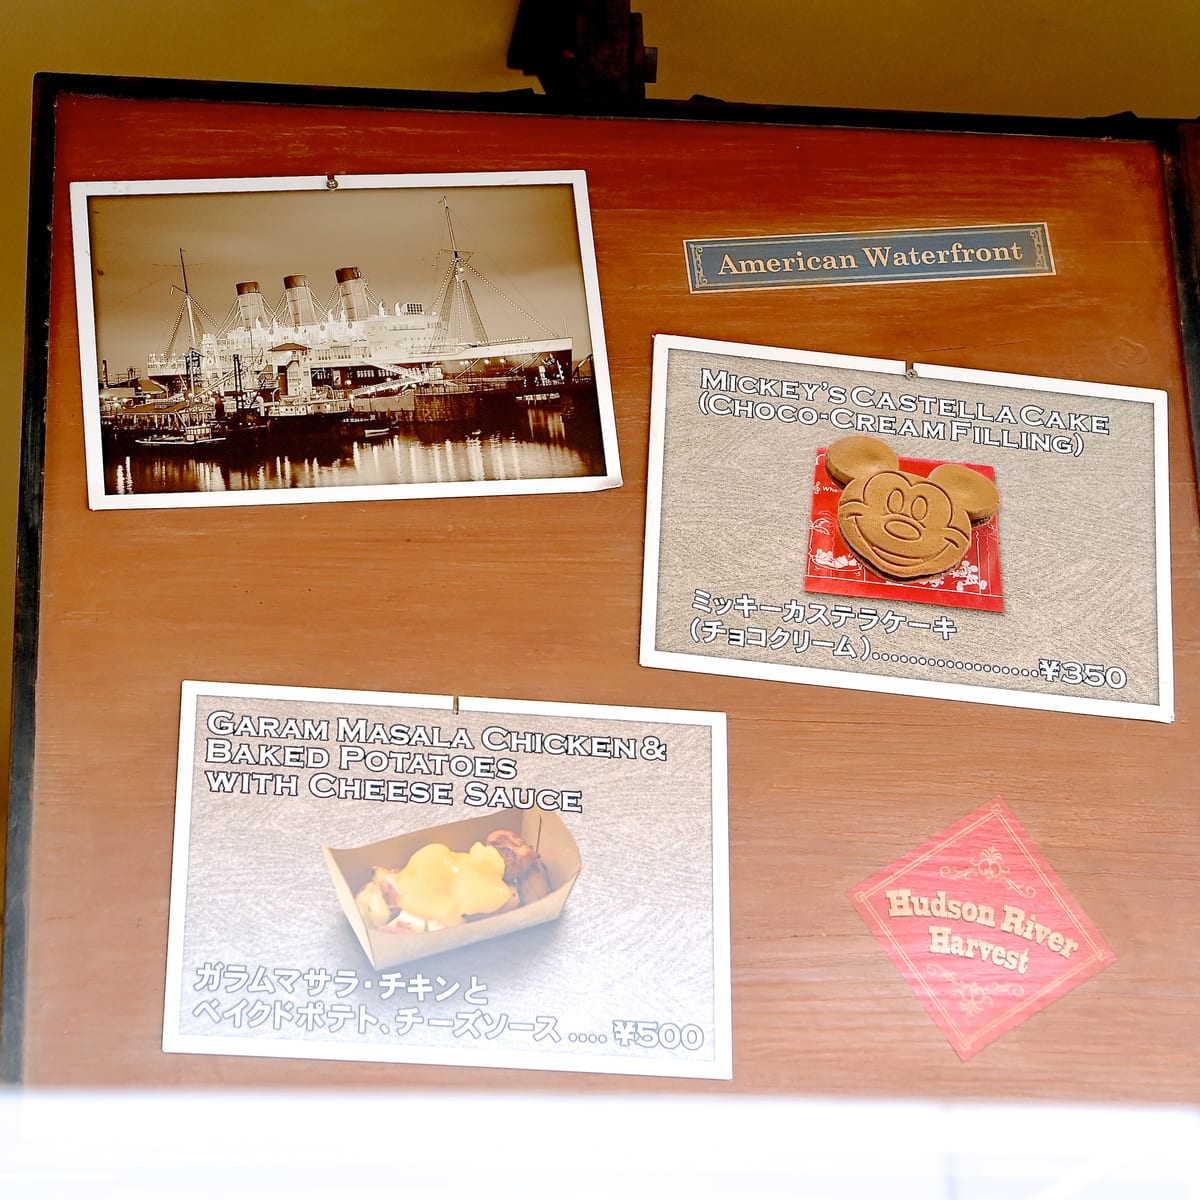 American Waterfront
MICKEY'S CASTELLA CAKE
(CHOCO-CREAM FILLING)
ミッキーカステラケーキ
(チョコクリーム)...................¥350
GARAM MASALA CHICKEN &
BAKED POTATOES
WITH CHEESE SAUCE
ガラムマサラ・チキンと
ベイクドポテト、チーズソース .... ¥500
Hudson River
Harvest